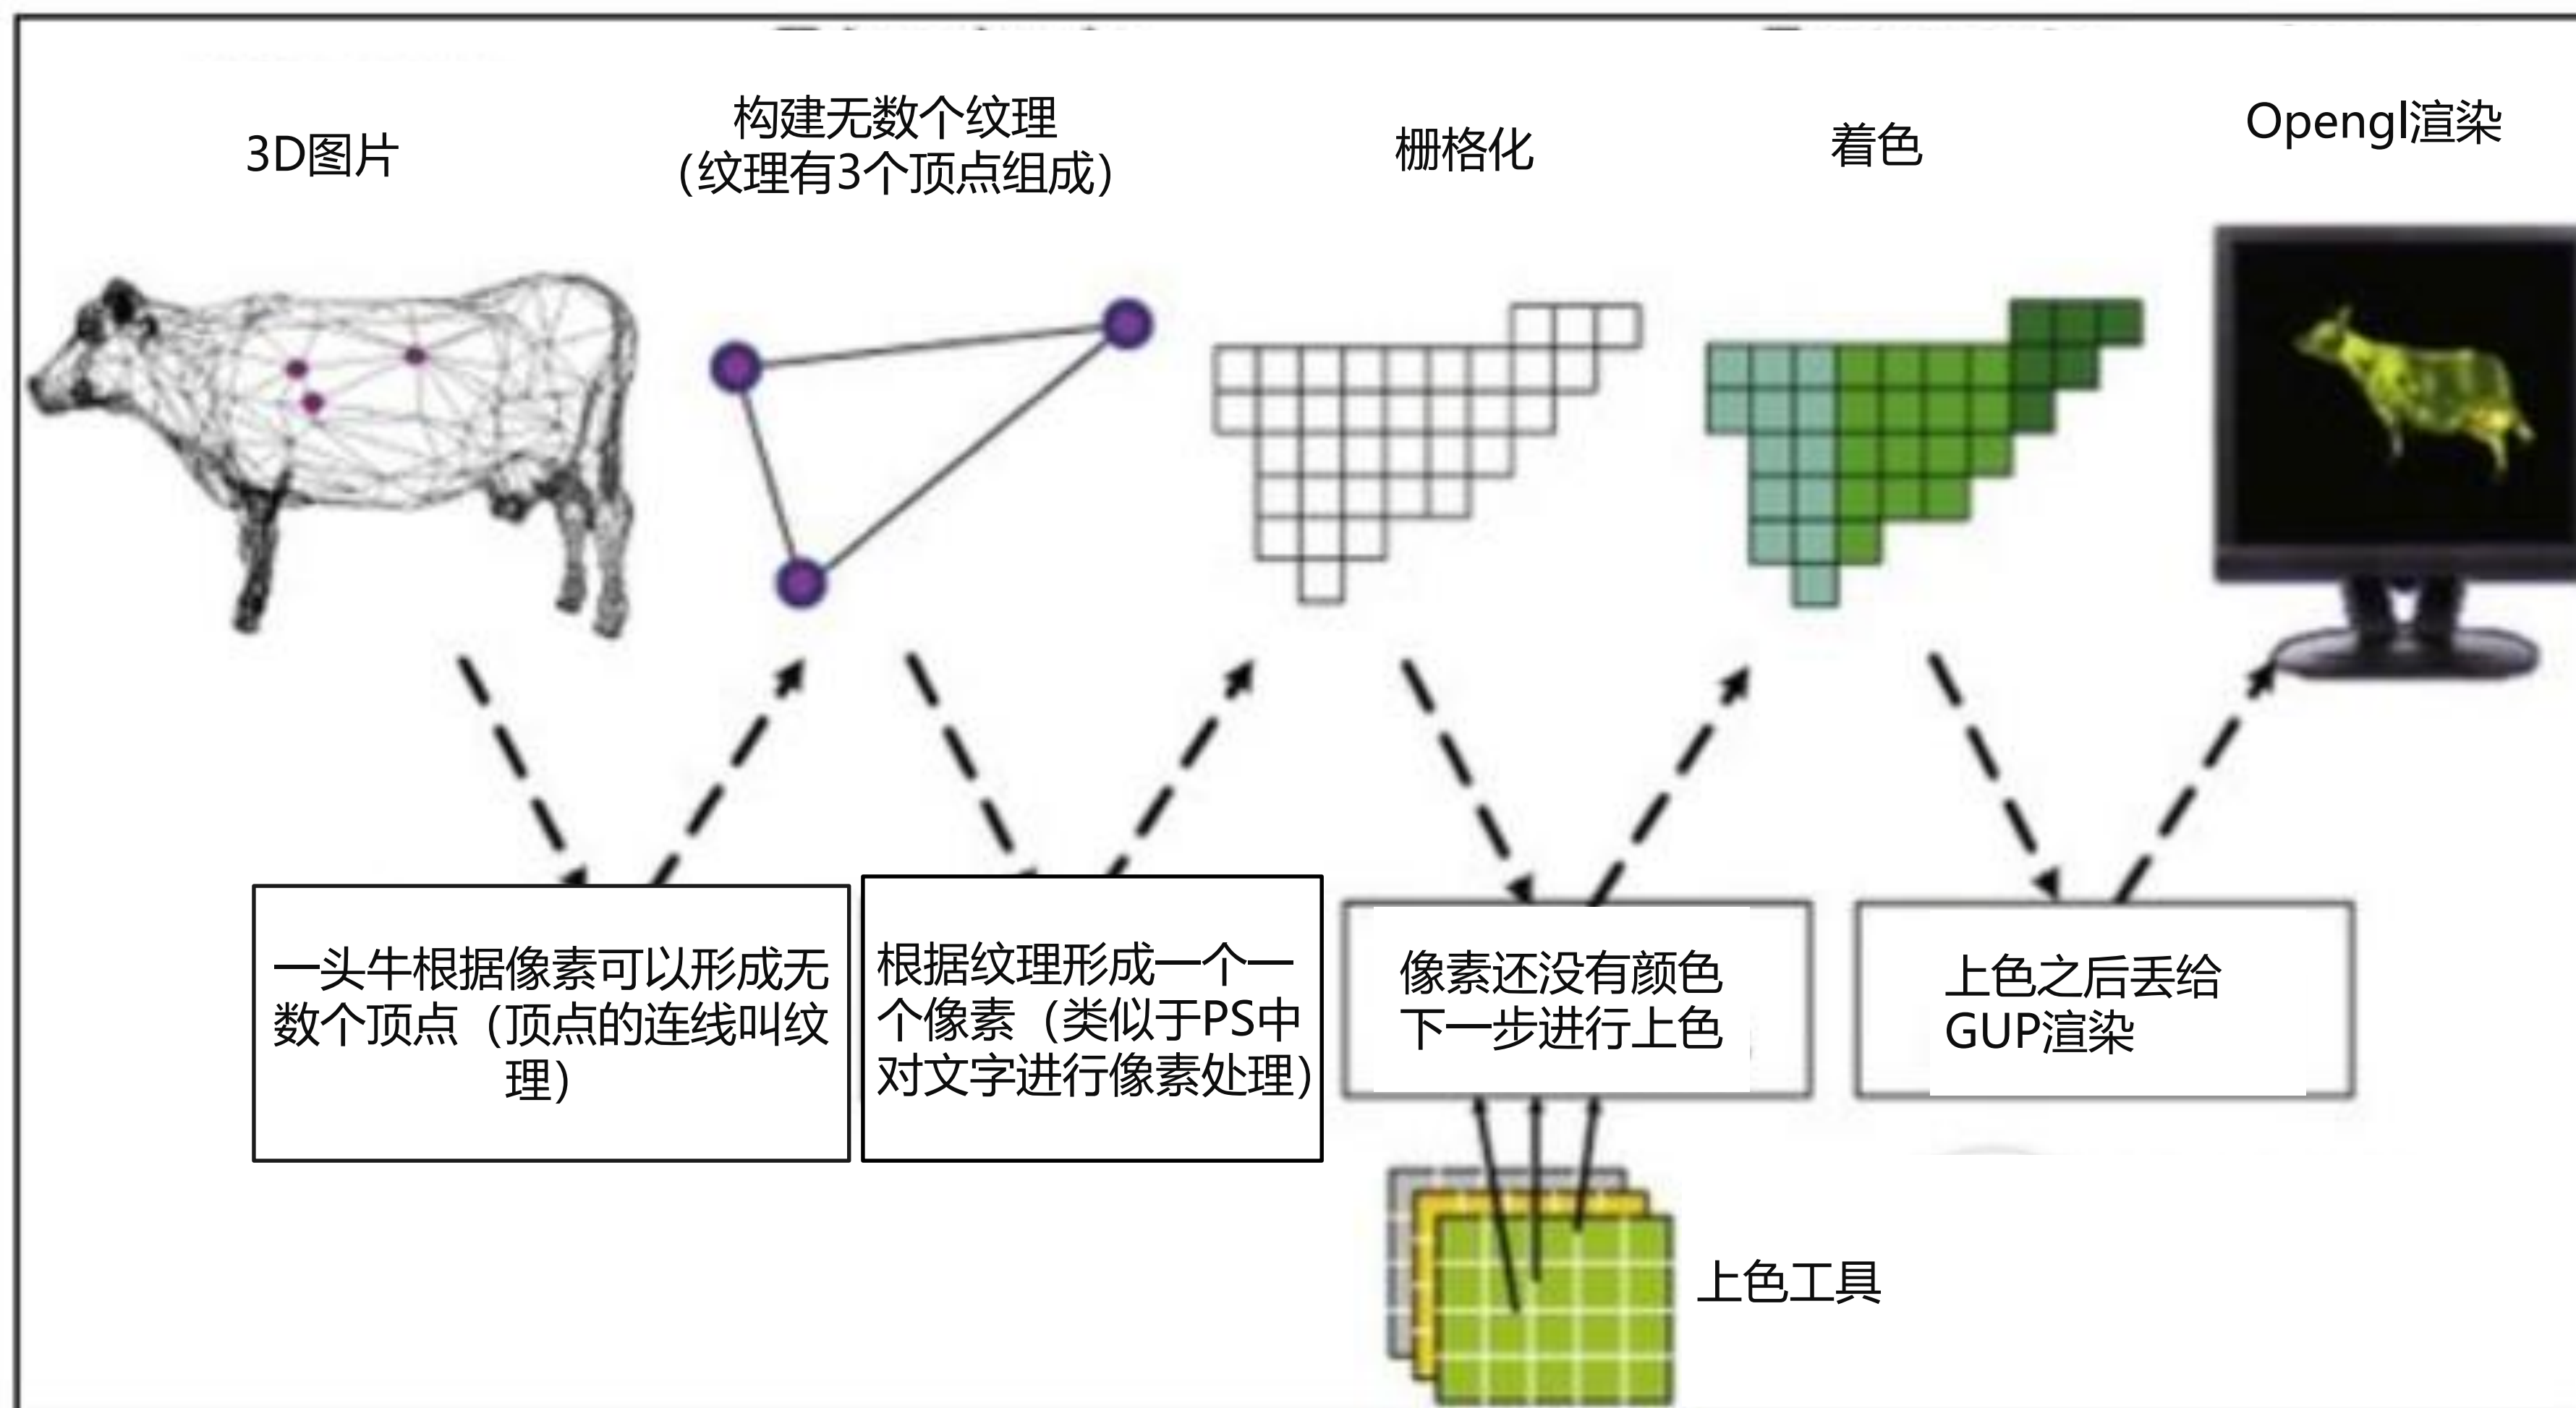 3D图片
构建无数个纹理
（纹理有3个顶点组成）
栅格化
着色
Opengl渲染
一头牛根据像素可以形成无
数个顶点（顶点的连线叫纹
理）
根据纹理形成一个一
个像素（类似于PS中
对文字进行像素处理）
像素还没有颜色
下一步进行上色
上色之后丢给
GUP渲染
上色工具